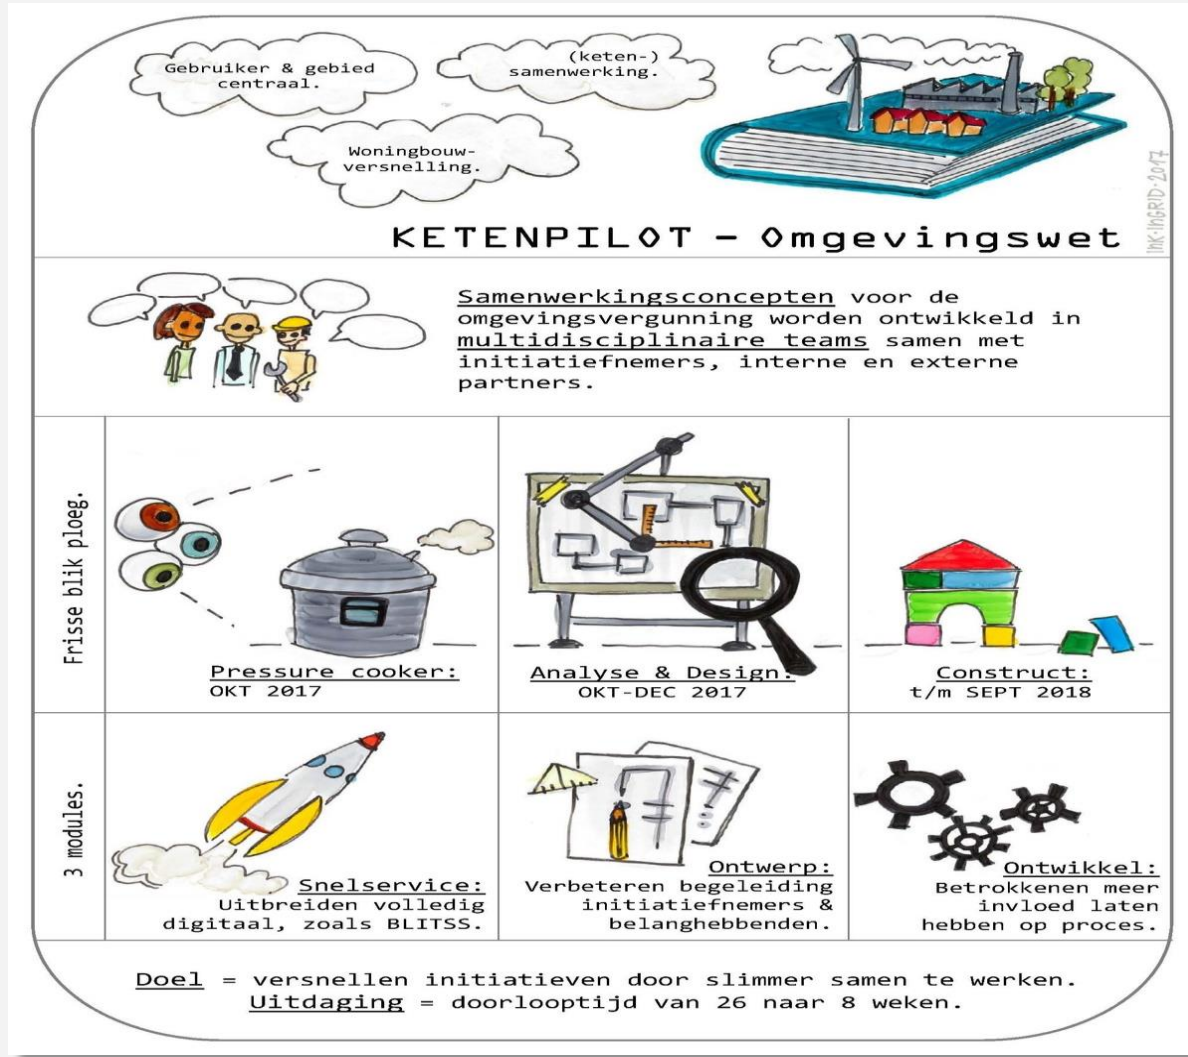 Gebruiker & gebied
centraal.
(keten-)
samenwerking.
Woningbouw-
versnelling.
InK·InGRID·2017
KETENPILOT – Omgevingswet
Samenwerkingsconcepten voor de
omgevingsvergunning worden ontwikkeld in
multidisciplinaire teams samen met
initiatiefnemers, interne en externe
partners.
Frisse blik ploeg.
Pressure cooker:
OKT 2017
Analyse & Design:
OKT-DEC 2017
Construct:
t/m SEPT 2018
3 modules.
Snelservice:
Uitbreiden volledig
digitaal, zoals BLITSS.
Ontwerp:
Verbeteren begeleiding
initiatiefnemers &
belanghebbenden.
Ontwikkel:
Betrokkenen meer
invloed laten
hebben op proces.
Doel = versnellen initiatieven door slimmer samen te werken.
Uitdaging = doorlooptijd van 26 naar 8 weken.